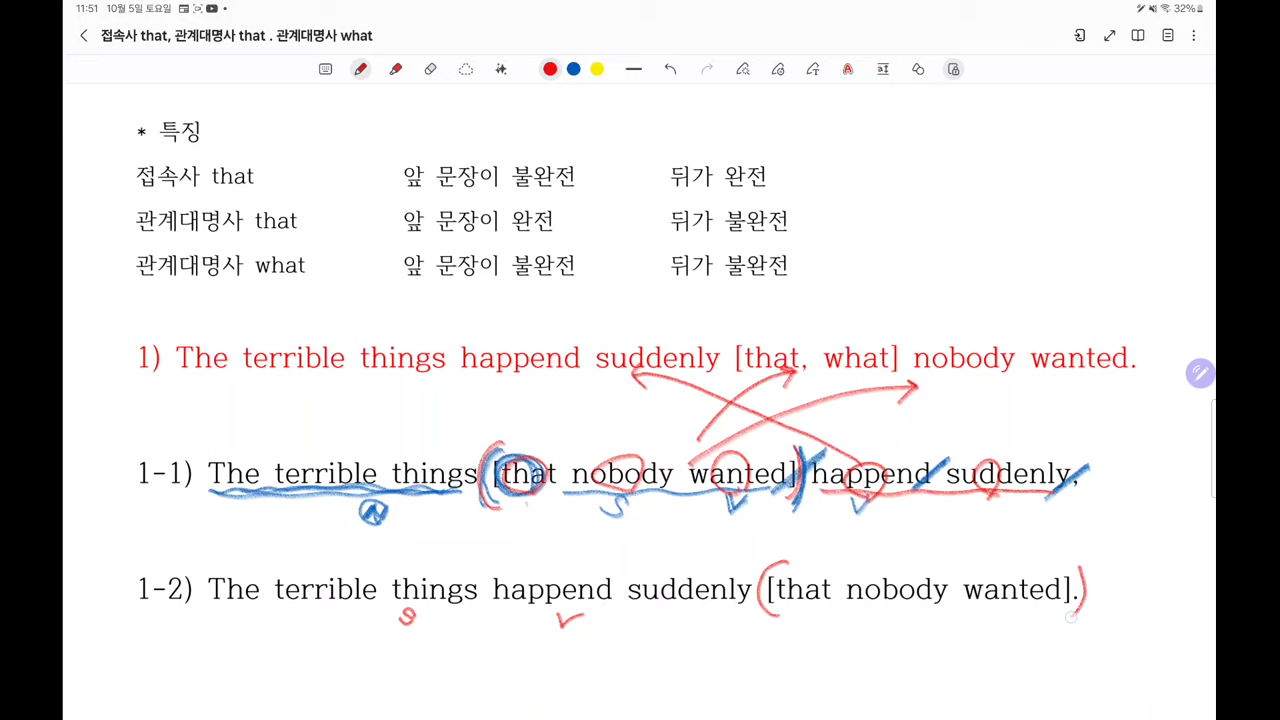 11:51 10월 5일 토요일 32%
접속사 that, 관계대명사 that . 관계대명사 what
* 특징
접속사 that 앞 문장이 불완전 뒤가 완전
관계대명사 that 앞 문장이 완전 뒤가 불완전
관계대명사 what 앞 문장이 불완전 뒤가 불완전
1) The terrible things happend suddenly [that, what] nobody wanted.
1-1) The terrible things [that nobody wanted] happend suddenly,
N S V V
1-2) The terrible things happend suddenly [that nobody wanted].
S V